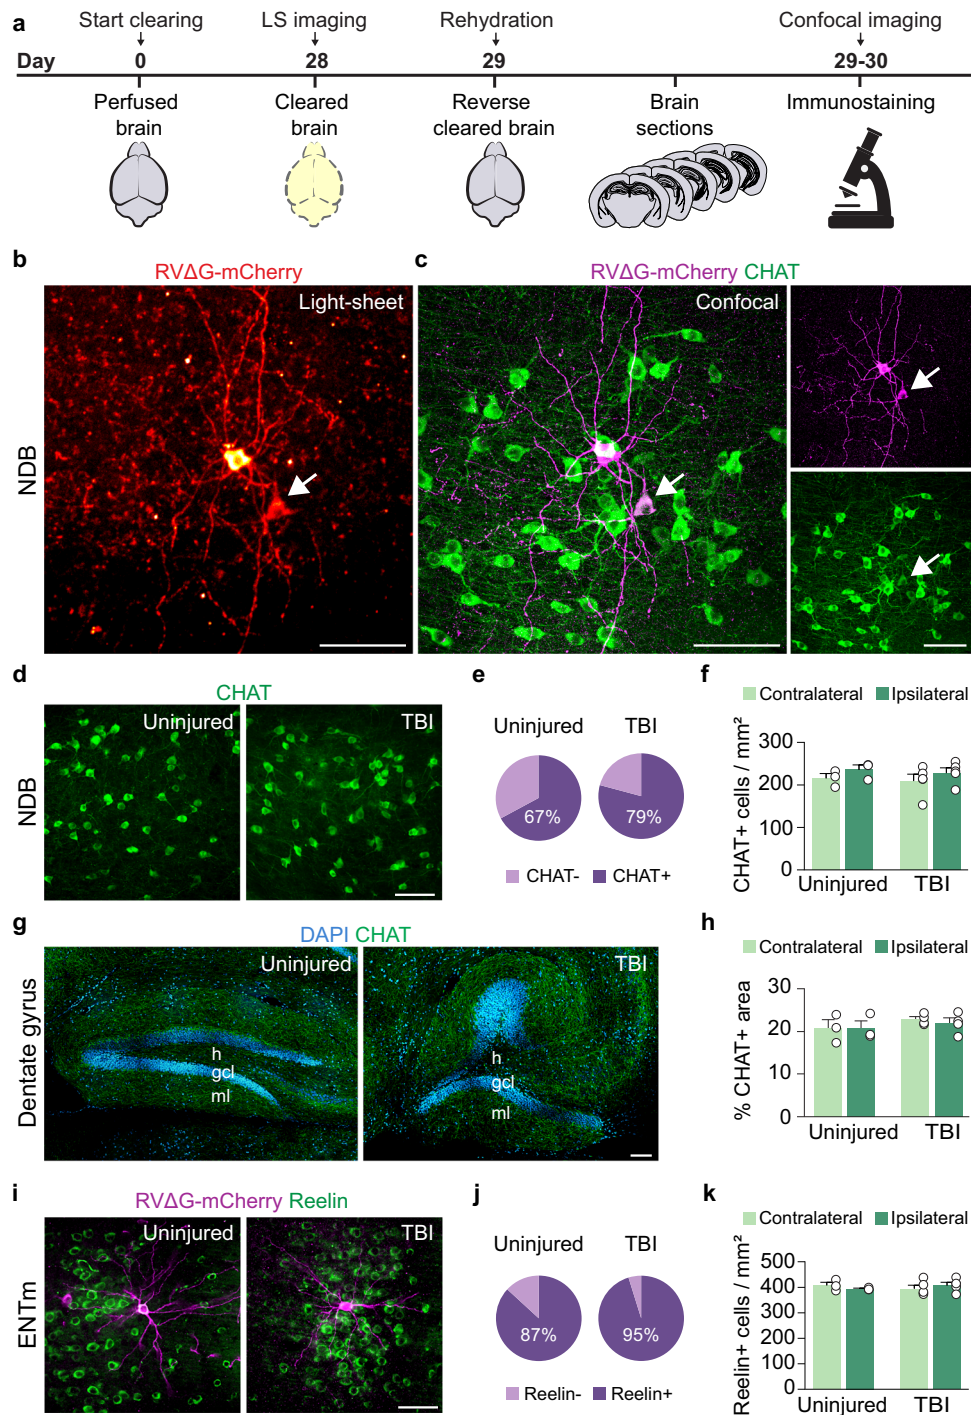 a
Start clearing
LS imaging
Rehydration
Confocal imaging
Day
0
28
29
29-30
Perfused
brain
Cleared
brain
Reverse
cleared brain
Brain
sections
Immunostaining
b
RVΔG-mCherry
Light-sheet
NDB
c
RVΔG-mCherry CHAT
Confocal
d
CHAT
Uninjured
TBI
NDB
e
Uninjured
TBI
67%
79%
CHAT-
CHAT+
f
Contralateral
Ipsilateral
CHAT+ cells / mm²
300
200
100
0
Uninjured
TBI
g
DAPI CHAT
Uninjured
TBI
Dentate gyrus
h
gcl
ml
h
gcl
ml
h
Contralateral
Ipsilateral
% CHAT+ area
30
20
10
0
Uninjured
TBI
i
RVΔG-mCherry Reelin
Uninjured
TBI
ENTm
j
Uninjured
TBI
87%
95%
Reelin-
Reelin+
k
Contralateral
Ipsilateral
Reelin+ cells / mm²
500
400
300
200
100
0
Uninjured
TBI